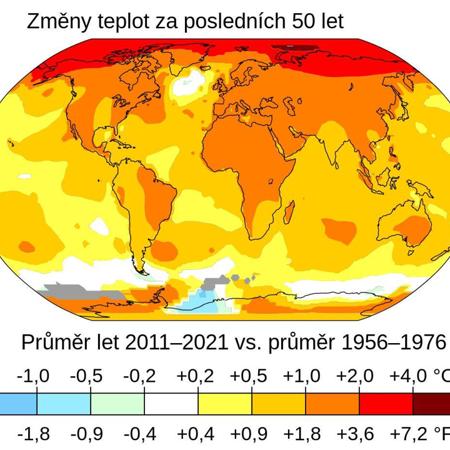 Změny teplot za posledních 50 let
Průměr let 2011–2021 vs. průměr 1956–1976
-1,0 -0,5 -0,2 +0,2 +0,5 +1,0 +2,0 +4,0 °C
-1,8 -0,9 -0,4 +0,4 +0,9 +1,8 +3,6 +7,2 °F